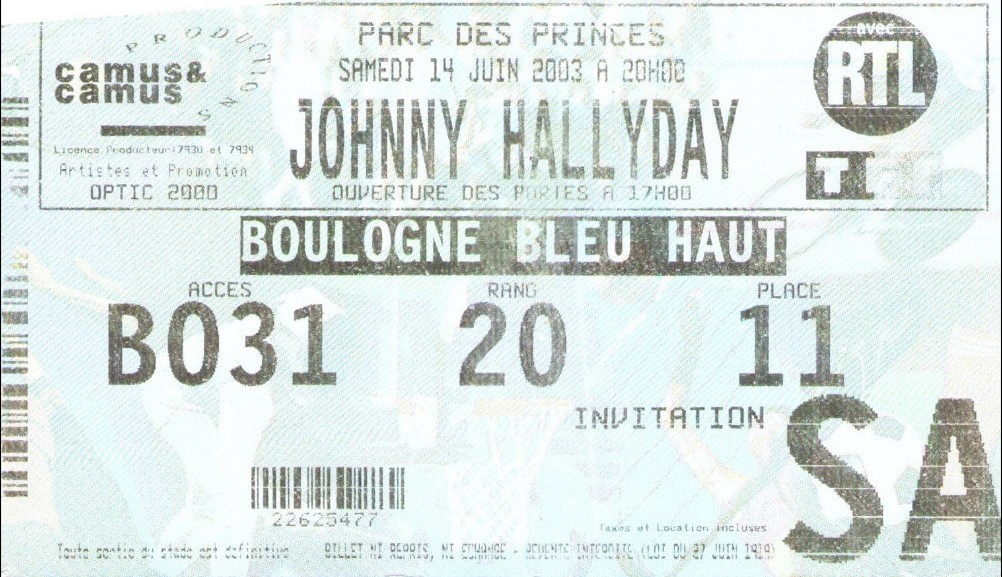 PRODUCTIONS
camus&
camus
Licence Producteur:7930 et 7934
Artistes et Promotion
OPTIC 2000
PARC DES PRINCES
SAMEDI 14 JUIN 2003 A 20H00
JOHNNY HALLYDAY
OUVERTURE DES PORTES A 17H00
avec
RTL
BOULOGNE BLEU HAUT
ACCES RANG PLACE
BO31 20 11
INVITATION
SA
22625477
Taxes et Location incluses
Toute sortie du stade est définitive
BILLET NI REPRIS, NI ECHANGE - REVENTE INTERDITE (LOI DU 27 JUIN 1919)